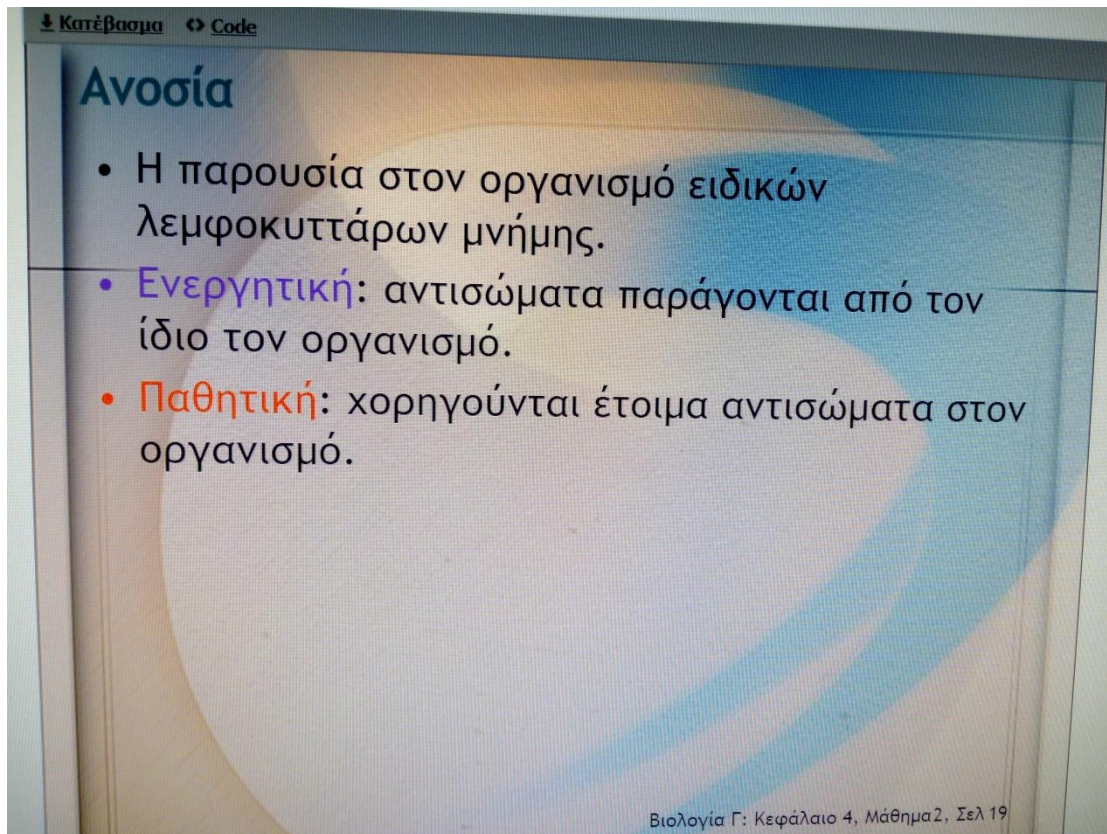 Κατέβασμα <> Code
Ανοσία
• Η παρουσία στον οργανισμό ειδικών
λεμφοκυττάρων μνήμης.
• Ενεργητική: αντισώματα παράγονται από τον
ίδιο τον οργανισμό.
• Παθητική: χορηγούνται έτοιμα αντισώματα στον
οργανισμό.
Βιολογία Γ: Κεφάλαιο 4, Μάθημα2, Σελ 19